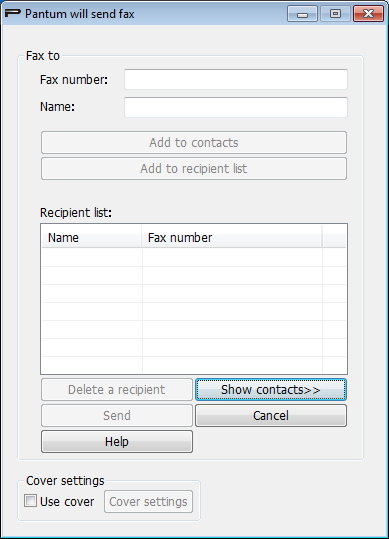 Pantum will send fax
Fax to
Fax number:
Name:
Add to contacts
Add to recipient list
Recipient list:
Name Fax number
Delete a recipient Show contacts>>
Send Cancel
Help
Cover settings
Use cover Cover settings